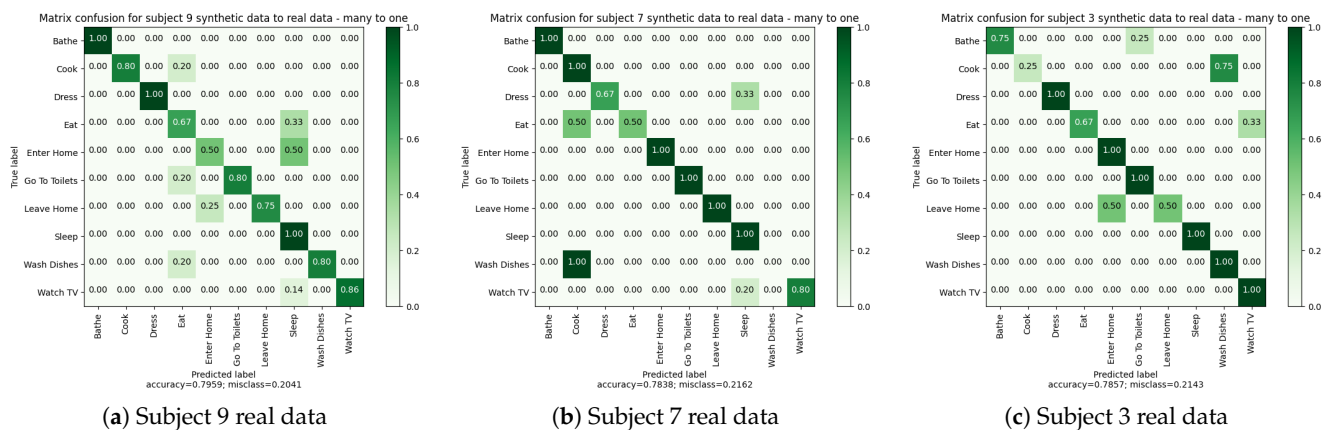 Matrix confusion for subject 9 synthetic data to real data - many to one
Bathe 1.00 0.00 0.00 0.00 0.00 0.00 0.00 0.00 0.00 0.00
Cook 0.00 0.80 0.00 0.20 0.00 0.00 0.00 0.00 0.00 0.00
Dress 0.00 0.00 1.00 0.00 0.00 0.00 0.00 0.00 0.00 0.00
Eat 0.00 0.00 0.00 0.67 0.00 0.00 0.00 0.33 0.00 0.00
Enter Home 0.00 0.00 0.00 0.00 0.50 0.00 0.00 0.50 0.00 0.00
Go To Toilets 0.00 0.00 0.00 0.20 0.00 0.80 0.00 0.00 0.00 0.00
Leave Home 0.00 0.00 0.00 0.00 0.25 0.00 0.75 0.00 0.00 0.00
Sleep 0.00 0.00 0.00 0.00 0.00 0.00 0.00 1.00 0.00 0.00
Wash Dishes 0.00 0.00 0.00 0.20 0.00 0.00 0.00 0.00 0.80 0.00
Watch TV 0.00 0.00 0.00 0.00 0.00 0.00 0.00 0.14 0.00 0.86
True label
Bathe Cook Dress Eat Enter Home Go To Toilets Leave Home Sleep Wash Dishes Watch TV
Predicted label
accuracy=0.7959; misclass=0.2041
1.0
0.8
0.6
0.4
0.2
0.0
(a) Subject 9 real data
Matrix confusion for subject 7 synthetic data to real data - many to one
Bathe 1.00 0.00 0.00 0.00 0.00 0.00 0.00 0.00 0.00 0.00
Cook 0.00 1.00 0.00 0.00 0.00 0.00 0.00 0.00 0.00 0.00
Dress 0.00 0.00 0.67 0.00 0.00 0.00 0.00 0.33 0.00 0.00
Eat 0.00 0.50 0.00 0.50 0.00 0.00 0.00 0.00 0.00 0.00
Enter Home 0.00 0.00 0.00 0.00 1.00 0.00 0.00 0.00 0.00 0.00
Go To Toilets 0.00 0.00 0.00 0.00 0.00 1.00 0.00 0.00 0.00 0.00
Leave Home 0.00 0.00 0.00 0.00 0.00 0.00 1.00 0.00 0.00 0.00
Sleep 0.00 0.00 0.00 0.00 0.00 0.00 0.00 1.00 0.00 0.00
Wash Dishes 0.00 1.00 0.00 0.00 0.00 0.00 0.00 0.00 0.00 0.00
Watch TV 0.00 0.00 0.00 0.00 0.00 0.00 0.00 0.20 0.00 0.80
True label
Bathe Cook Dress Eat Enter Home Go To Toilets Leave Home Sleep Wash Dishes Watch TV
Predicted label
accuracy=0.7838; misclass=0.2162
1.0
0.8
0.6
0.4
0.2
0.0
(b) Subject 7 real data
Matrix confusion for subject 3 synthetic data to real data - many to one
Bathe 0.75 0.00 0.00 0.00 0.00 0.25 0.00 0.00 0.00 0.00
Cook 0.00 0.25 0.00 0.00 0.00 0.00 0.00 0.00 0.75 0.00
Dress 0.00 0.00 1.00 0.00 0.00 0.00 0.00 0.00 0.00 0.00
Eat 0.00 0.00 0.00 0.67 0.00 0.00 0.00 0.00 0.00 0.33
Enter Home 0.00 0.00 0.00 0.00 1.00 0.00 0.00 0.00 0.00 0.00
Go To Toilets 0.00 0.00 0.00 0.00 0.00 1.00 0.00 0.00 0.00 0.00
Leave Home 0.00 0.00 0.00 0.00 0.50 0.00 0.50 0.00 0.00 0.00
Sleep 0.00 0.00 0.00 0.00 0.00 0.00 0.00 1.00 0.00 0.00
Wash Dishes 0.00 0.00 0.00 0.00 0.00 0.00 0.00 0.00 1.00 0.00
Watch TV 0.00 0.00 0.00 0.00 0.00 0.00 0.00 0.00 0.00 1.00
True label
Bathe Cook Dress Eat Enter Home Go To Toilets Leave Home Sleep Wash Dishes Watch TV
Predicted label
accuracy=0.7857; misclass=0.2143
1.0
0.8
0.6
0.4
0.2
0.0
(c) Subject 3 real data